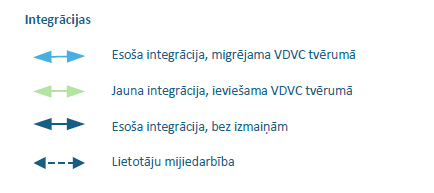 Integrācijas
Esoša integrācija, migrējama VDVC tvērumā
Jauna integrācija, ieviešama VDVC tvērumā
Esoša integrācija, bez izmaiņām
Lietotāju mijiedarbība